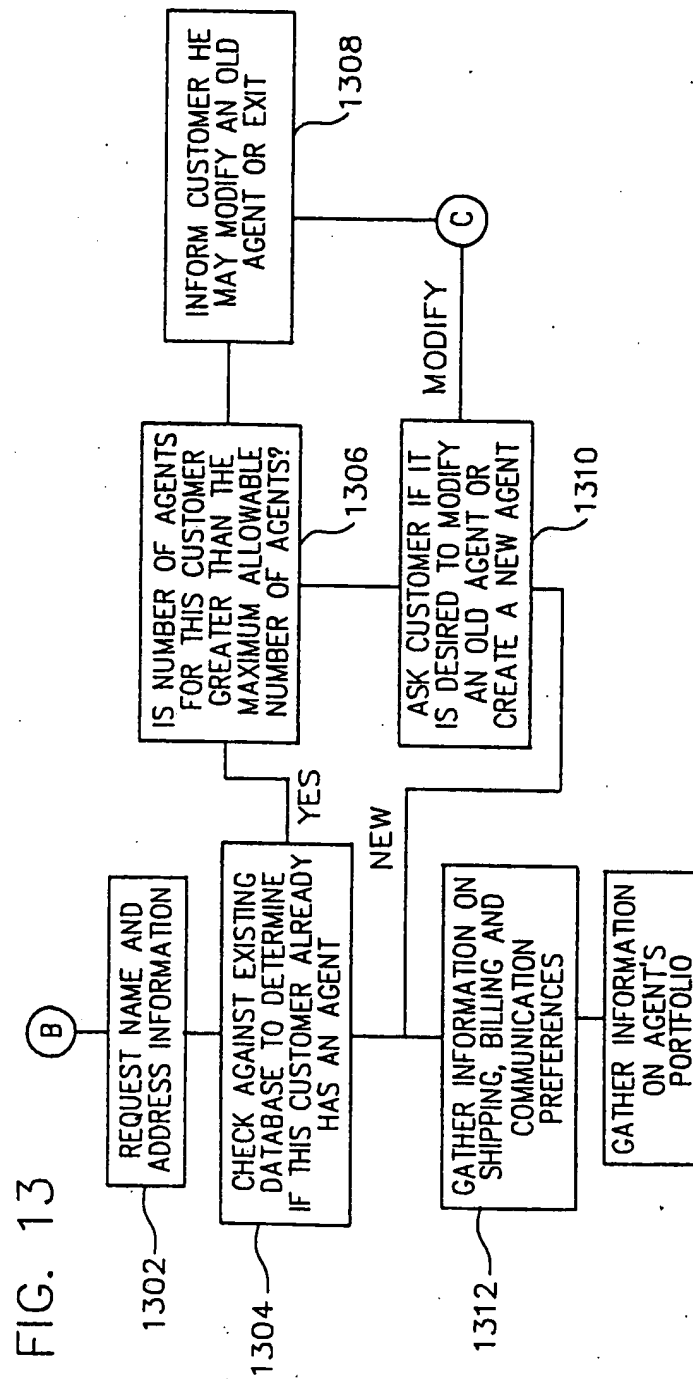 FIG. 13
B
REQUEST NAME AND
ADDRESS INFORMATION
1302
CHECK AGAINST EXISTING
DATABASE TO DETERMINE
IF THIS CUSTOMER ALREADY
HAS AN AGENT
1304
YES
IS NUMBER OF AGENTS
FOR THIS CUSTOMER
GREATER THAN THE
MAXIMUM ALLOWABLE
NUMBER OF AGENTS?
1306
INFORM CUSTOMER HE
MAY MODIFY AN OLD
AGENT OR EXIT
1308
ASK CUSTOMER IF IT
IS DESIRED TO MODIFY
AN OLD AGENT OR
CREATE A NEW AGENT
1310
MODIFY
C
NEW
GATHER INFORMATION ON
SHIPPING, BILLING AND
COMMUNICATION
PREFERENCES
1312
GATHER INFORMATION
ON AGENT'S
PORTFOLIO